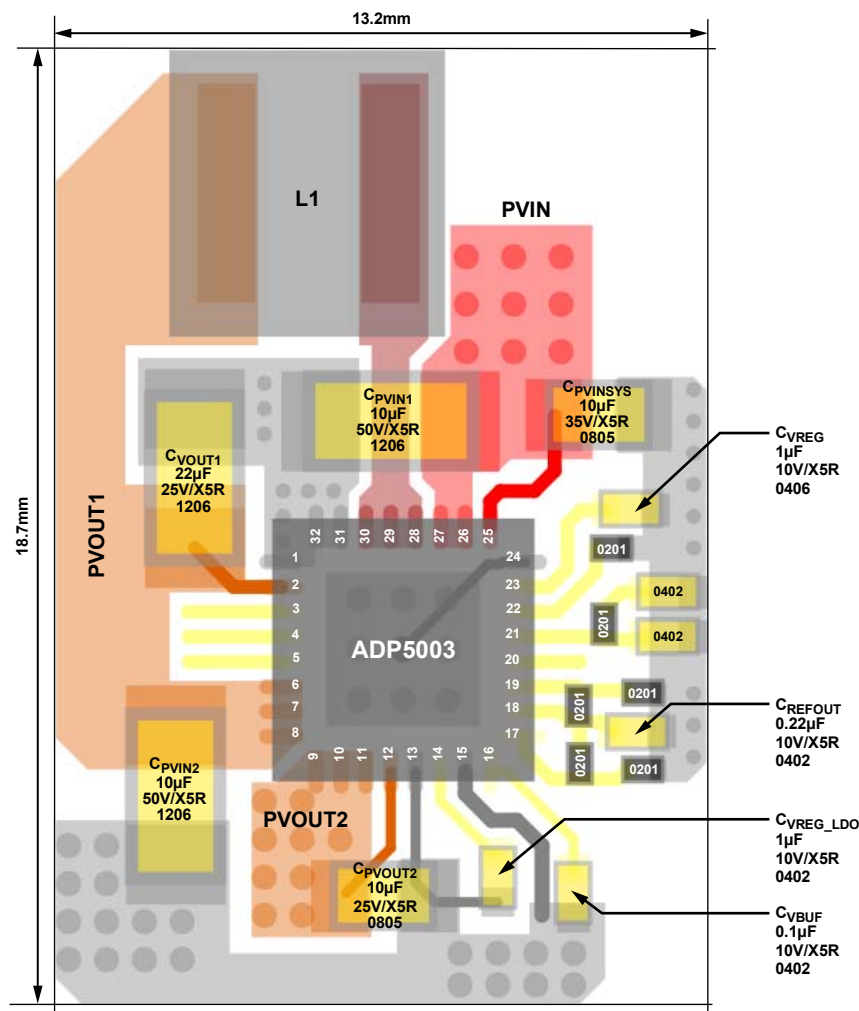 13.2mm
18.7mm
L1
PVIN
PVOUT1
CPVIN1
10µF
50V/X5R
1206
CPVINSYS
10µF
35V/X5R
0805
CVOUT1
22µF
25V/X5R
1206
CVREG
1µF
10V/X5R
0406
32
31
30
29
28
27
26
25
1
2
3
4
5
6
7
8
24
23
22
21
20
19
18
17
ADP5003
9
10
11
12
13
14
15
16
0201
0201
0402
0402
0201
0201
0201
0201
CREFOUT
0.22µF
10V/X5R
0402
CPVIN2
10µF
50V/X5R
1206
PVOUT2
CPVOUT2
10µF
25V/X5R
0805
CVREG_LDO
1µF
10V/X5R
0402
CVBUF
0.1µF
10V/X5R
0402